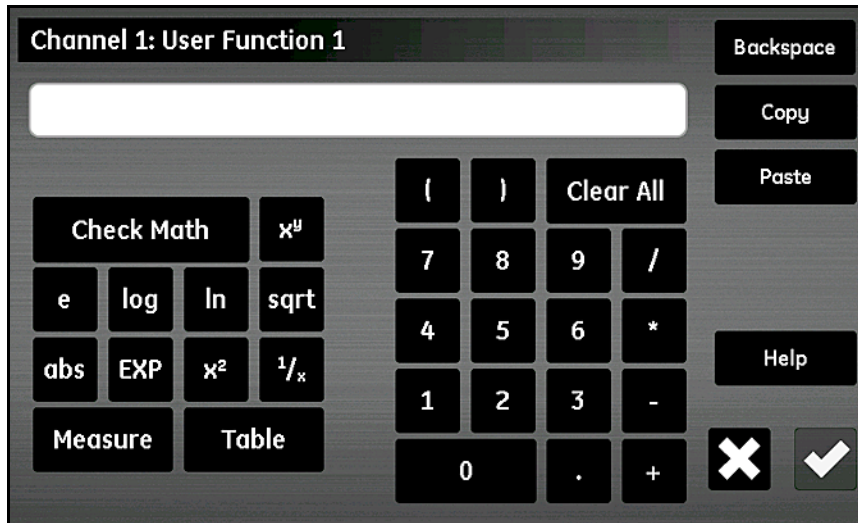 Channel 1: User Function 1
Backspace
Copy
Paste
( ) Clear All
Check Math xʸ
7 8 9 /
e log ln sqrt
4 5 6 *
abs EXP x² ¹/ₓ
Help
1 2 3 -
Measure Table
0 . +